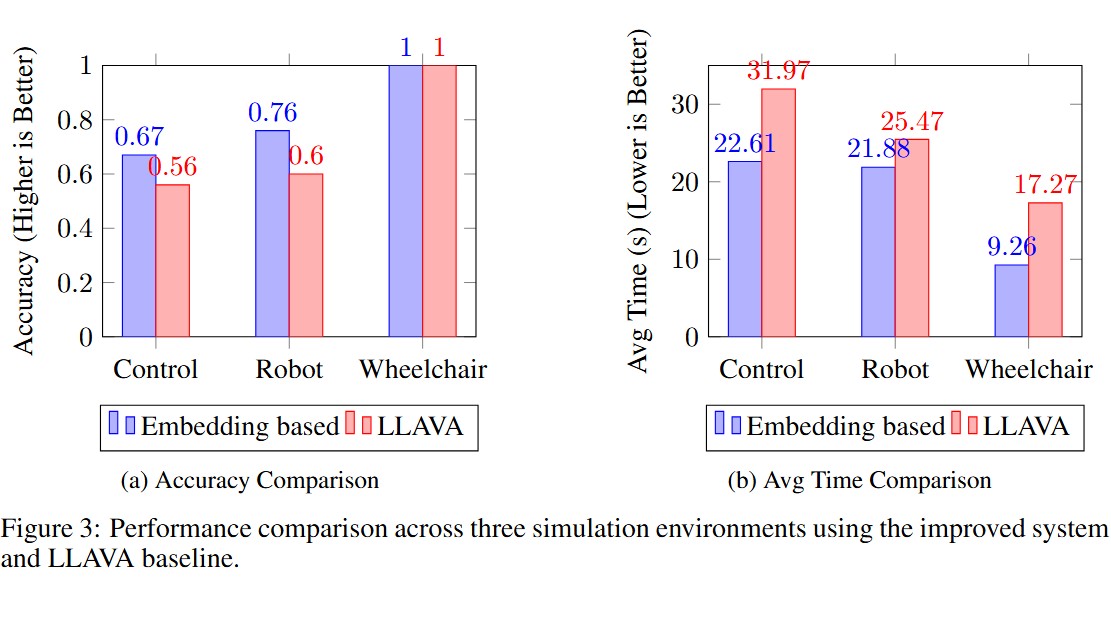 Accuracy (Higher is Better)
1
0.8
0.6
0.4
0.2
0
0.67
0.56
0.76
0.6
1
1
Control
Robot
Wheelchair
Embedding based
LLAVA
(a) Accuracy Comparison
Avg Time (s) (Lower is Better)
30
20
10
0
22.61
31.97
21.88
25.47
9.26
17.27
Control
Robot
Wheelchair
Embedding based
LLAVA
(b) Avg Time Comparison
Figure 3: Performance comparison across three simulation environments using the improved system
and LLAVA baseline.